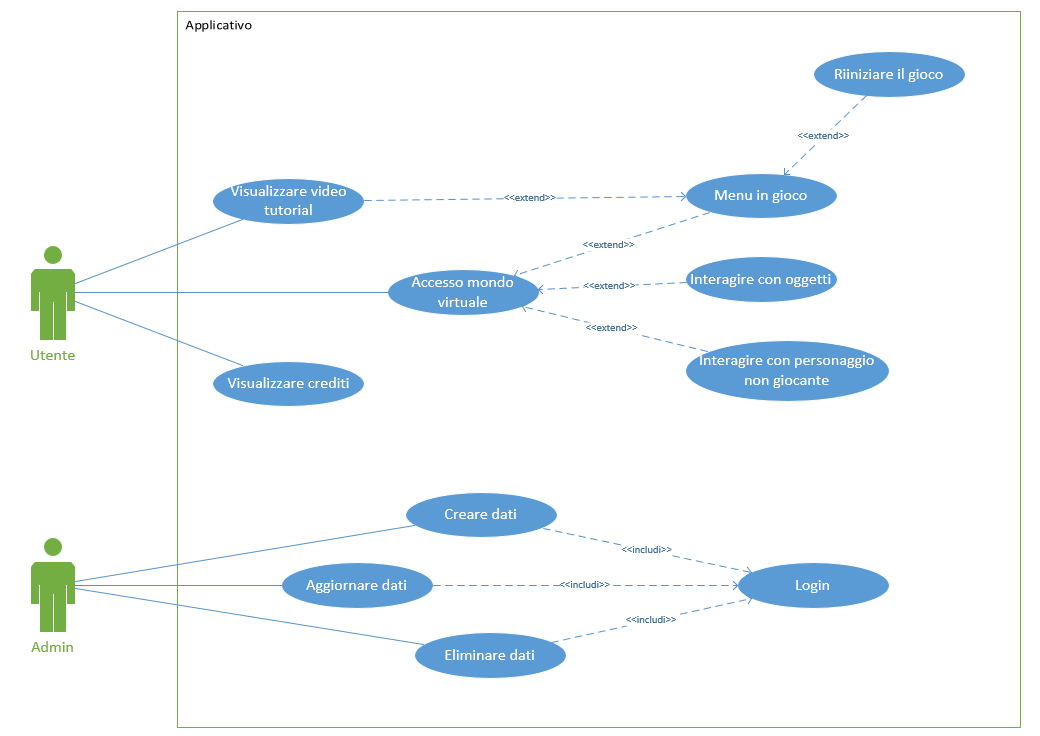 Applicativo
Riiniziare il gioco
<<extend>>
Visualizzare video
tutorial
<<extend>>
Menu in gioco
<<extend>>
Accesso mondo
virtuale
<<extend>>
Interagire con oggetti
<<extend>>
Interagire con personaggio
non giocante
Utente
Visualizzare crediti
Creare dati
<<includi>>
Aggiornare dati
<<includi>>
Login
<<includi>>
Eliminare dati
Admin